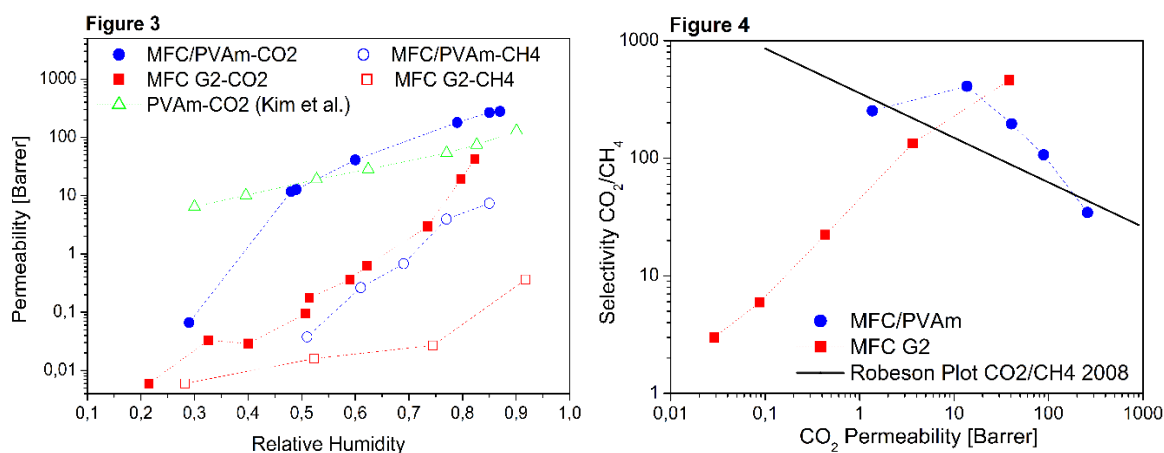 Figure 3
MFC/PVAm-CO2
MFC/PVAm-CH4
MFC G2-CO2
MFC G2-CH4
PVAm-CO2 (Kim et al.)
1000
100
10
1
0,1
0,01
Permeability [Barrer]
0,1 0,2 0,3 0,4 0,5 0,6 0,7 0,8 0,9 1,0
Relative Humidity
Figure 4
1000
100
10
1
Selectivity CO₂/CH₄
MFC/PVAm
MFC G2
Robeson Plot CO2/CH4 2008
0,01 0,1 1 10 100 1000
CO₂ Permeability [Barrer]